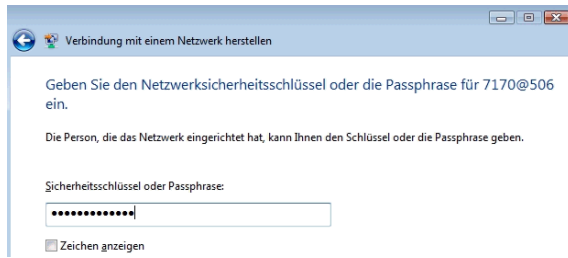 Verbindung mit einem Netzwerk herstellen
Geben Sie den Netzwerksicherheitsschlüssel oder die Passphrase für 7170@506
ein.
Die Person, die das Netzwerk eingerichtet hat, kann Ihnen den Schlüssel oder die Passphrase geben.
Sicherheitsschlüssel oder Passphrase:
●●●●●●●●●●●●●
Zeichen anzeigen